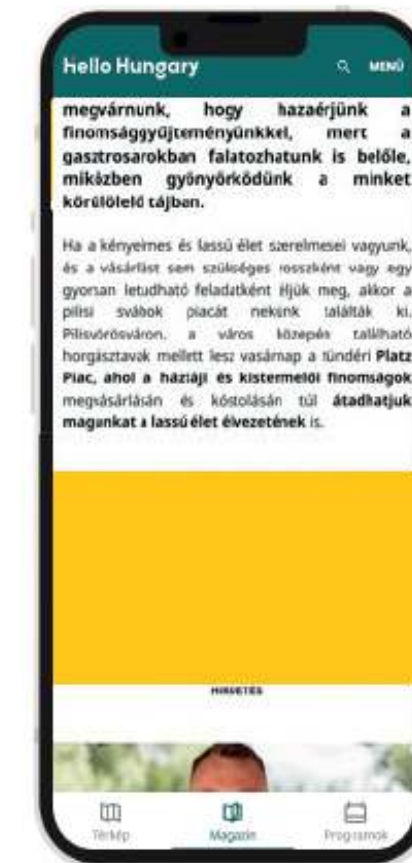 Hello Hungary MENÜ
megvárnunk, hogy hazaérjünk a
finomsággyűjteményünkkel, mert a
gasztrosarokban falatozhatunk is belőle,
miközben gyönyörködünk a minket
körülölelő tájban.
Ha a kényelmes és lassú élet szerelmesei vagyunk,
és a vásárlást sem szükséges rosszként vagy egy
gyorsan letudható feladatként éljük meg, akkor a
pilisi svábok piacát nekünk találták ki.
Pilisvörösváron, a város közepén található
horgásztavak mellett lesz vasárnap a tündéri Platz
Piac, ahol a háztáji és kistermelői finomságok
megvásárlásán és kóstolásán túl átadhatjuk
magunkat a lassú élet élvezetének is.
HIRDETÉS
Térkép Magazin Programok